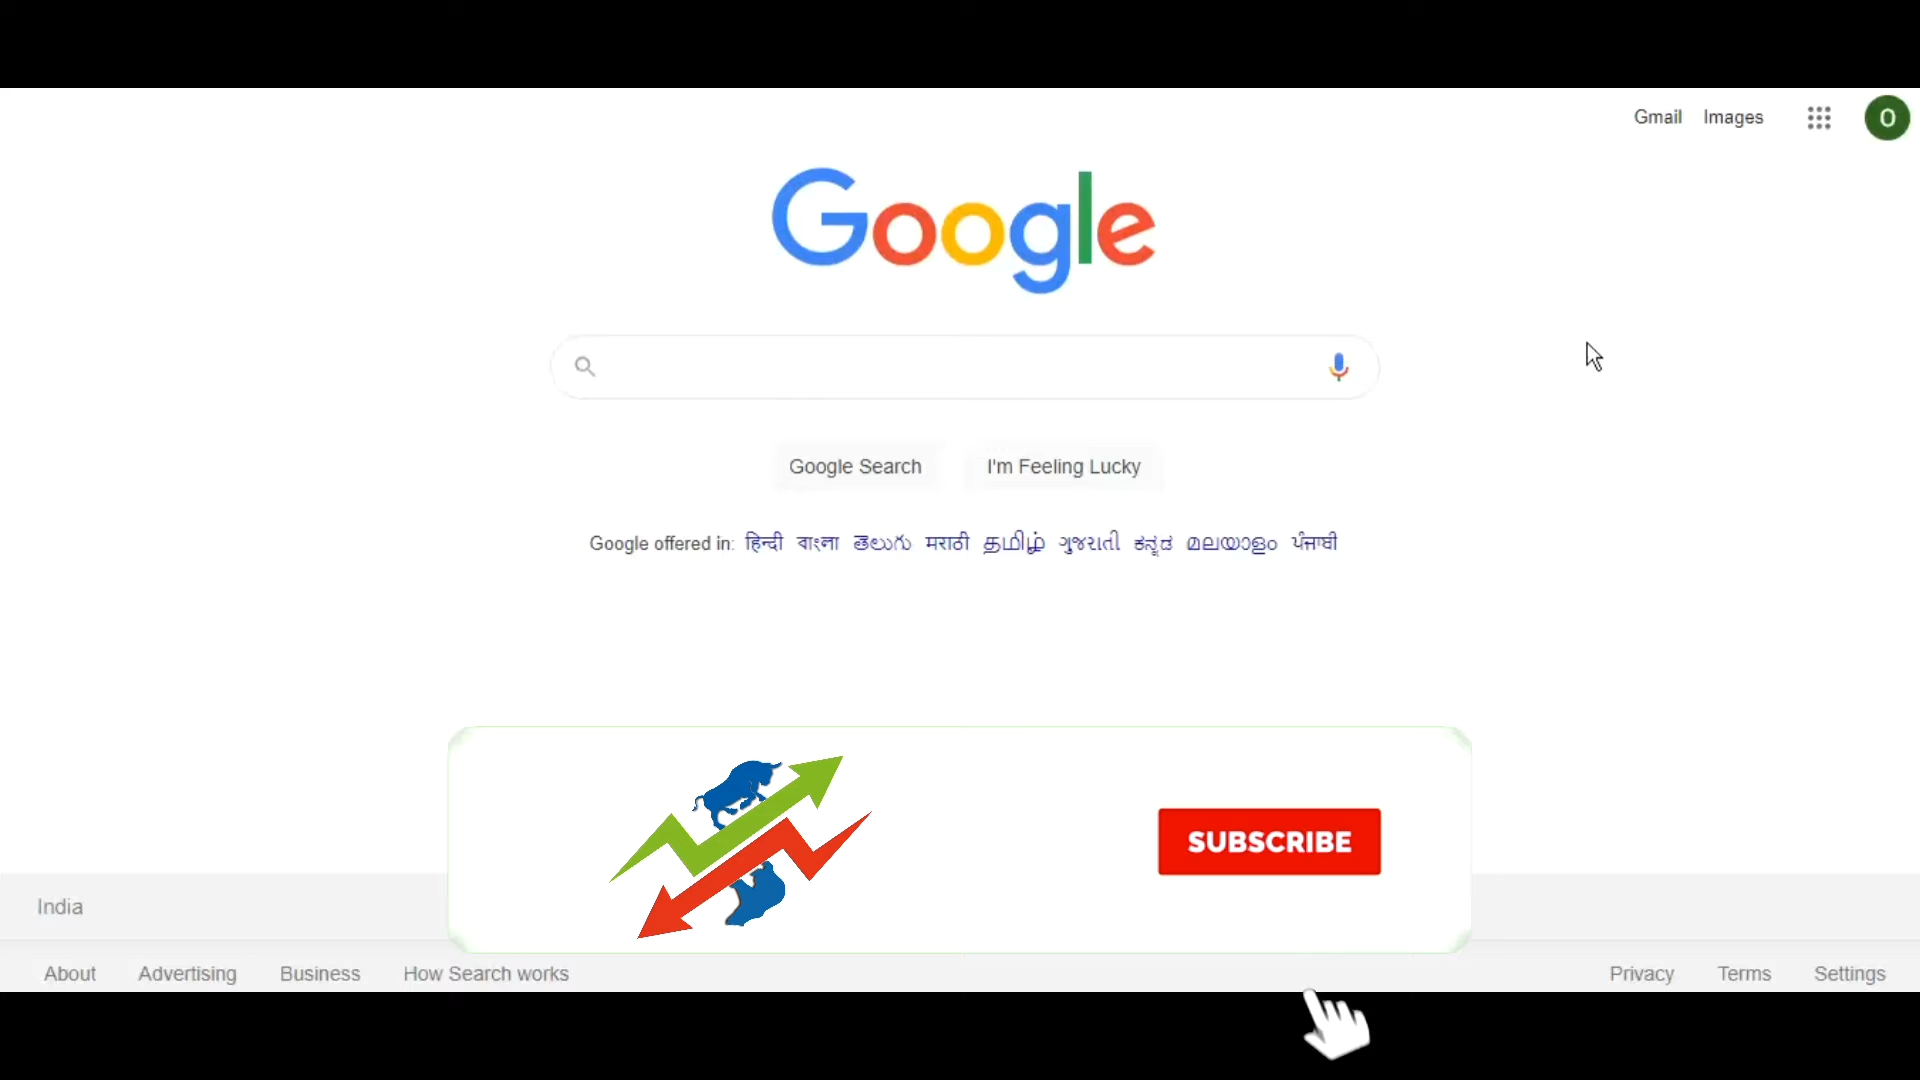 Gmail Images O
Google
Google Search I'm Feeling Lucky
Google offered in: हिन्दी বাংলা తెలుగు मराठी தமிழ் ગુજરાતી ಕನ್ನಡ മലയാളം ਪੰਜਾਬੀ
SUBSCRIBE
India
About Advertising Business How Search works Privacy Terms Settings